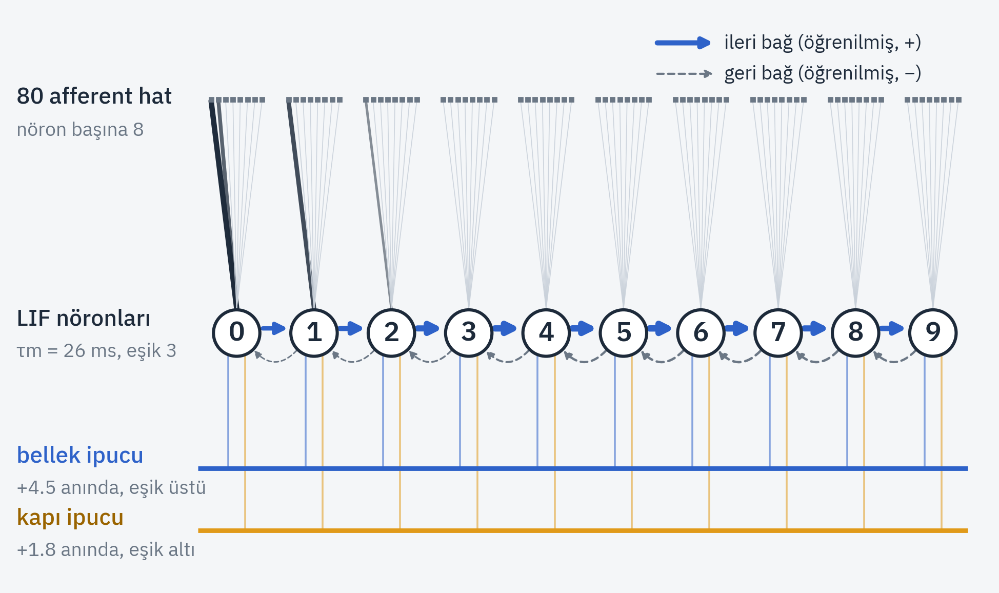 ileri bağ (öğrenilmiş, +)
geri bağ (öğrenilmiş, −)
80 afferent hat
nöron başına 8
LIF nöronları
τm = 26 ms, eşik 3
0 1 2 3 4 5 6 7 8 9
bellek ipucu
+4.5 anında, eşik üstü
kapı ipucu
+1.8 anında, eşik altı